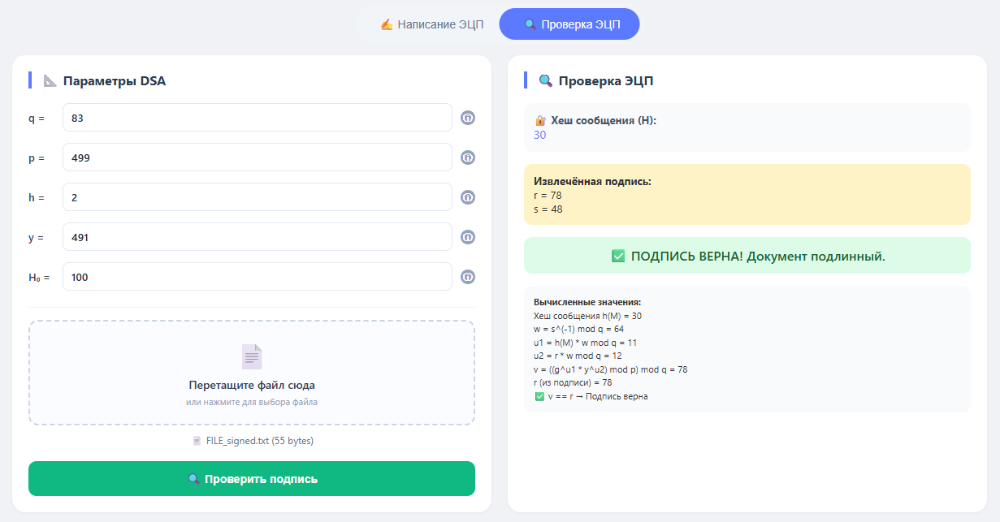 ✍️ Написание ЭЦП
🔍 Проверка ЭЦП
📐 Параметры DSA
q =
83
p =
499
h =
2
y =
491
H₀ =
100
Перетащите файл сюда
или нажмите для выбора файла
📄 FILE_signed.txt (55 bytes)
🔍 Проверить подпись
🔍 Проверка ЭЦП
🔐 Хеш сообщения (H):
30
Извлечённая подпись:
r = 78
s = 48
✅ ПОДПИСЬ ВЕРНА! Документ подлинный.
Вычисленные значения:
Хеш сообщения h(M) = 30
w = s^(-1) mod q = 64
u1 = h(M) * w mod q = 11
u2 = r * w mod q = 12
v = ((g^u1 * y^u2) mod p) mod q = 78
r (из подписи) = 78
✅ v == r → Подпись верна